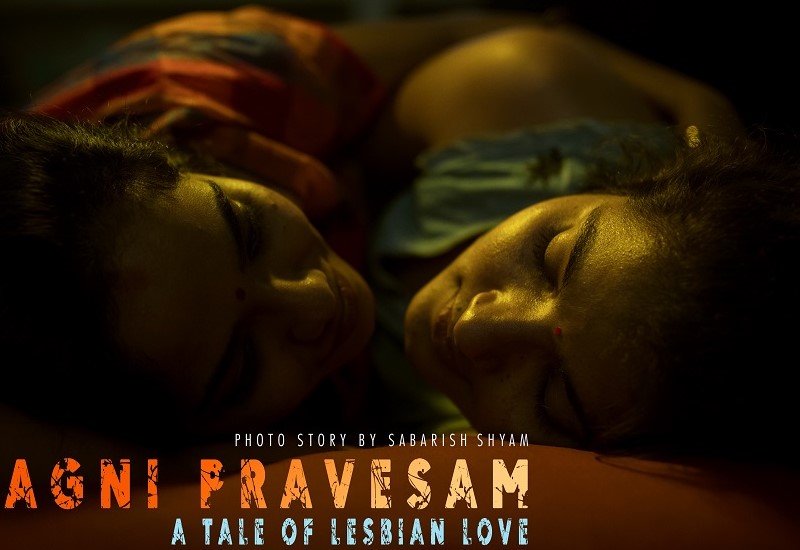 PHOTO STORY BY SABARISH SHYAM
AGNI PRAVESAM
A TALE OF LESBIAN LOVE